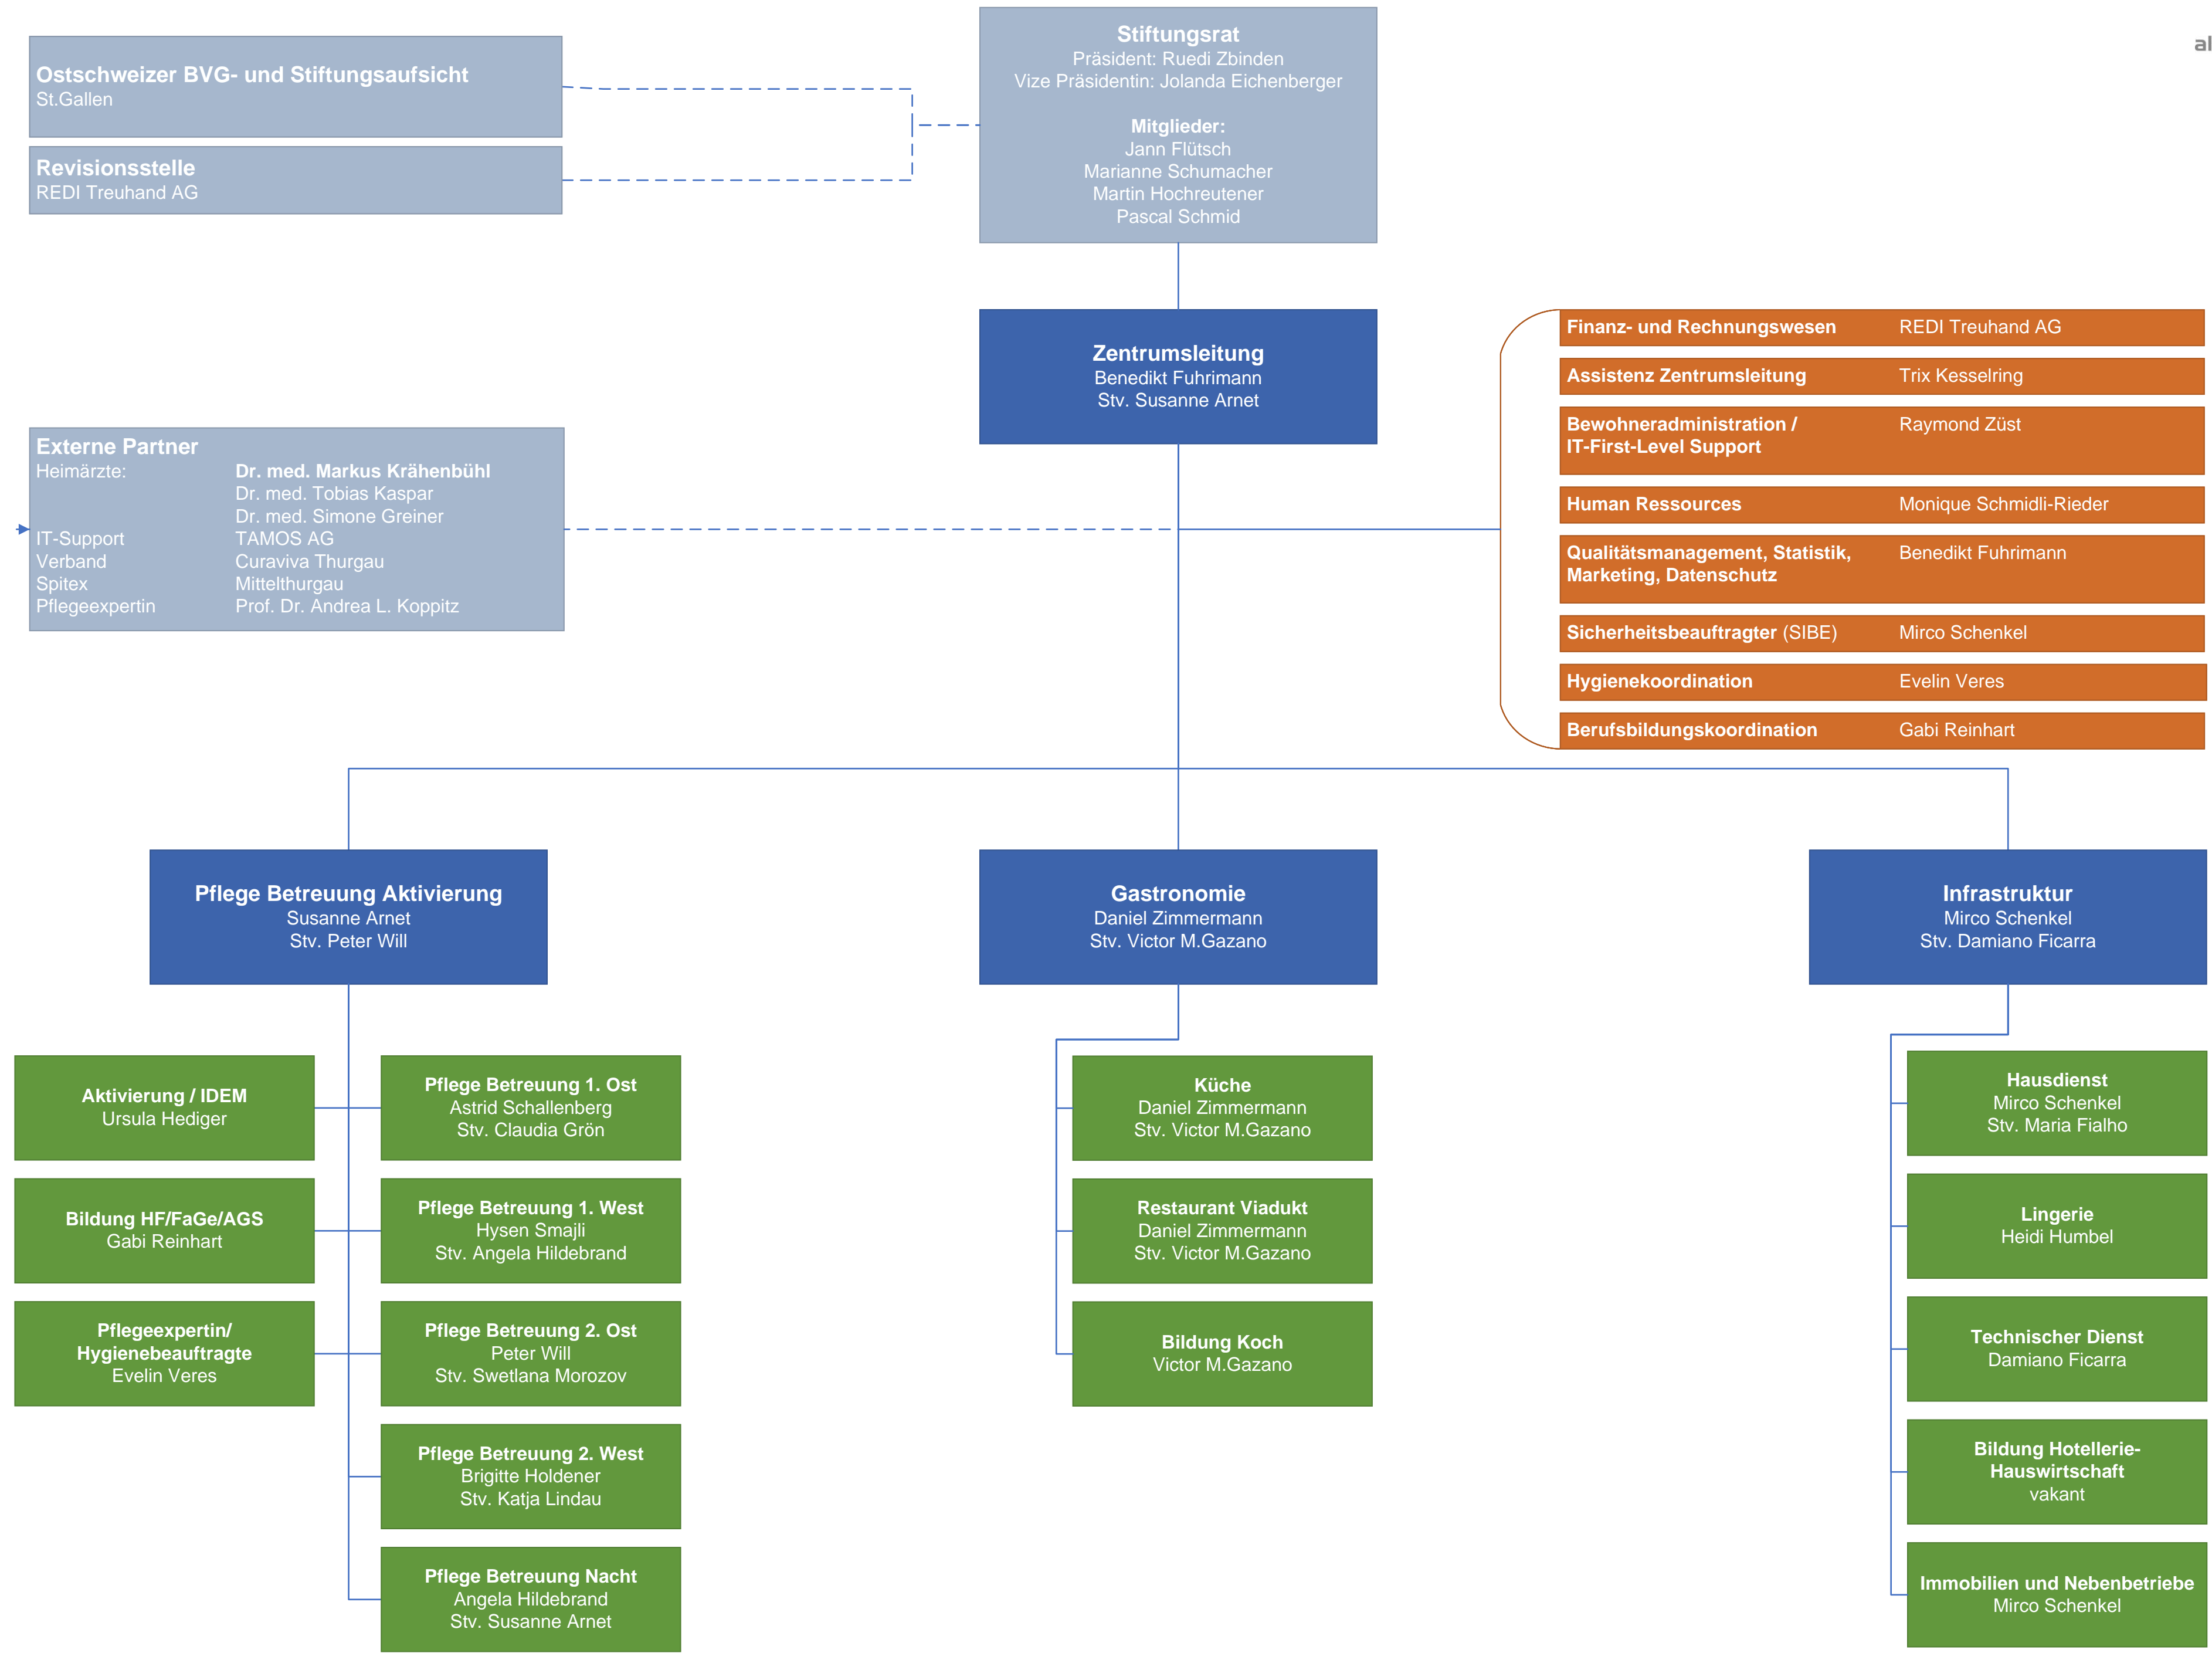 al
Ostschweizer BVG- und Stiftungsaufsicht
St.Gallen
Revisionsstelle
REDI Treuhand AG
Stiftungsrat
Präsident: Ruedi Zbinden
Vize Präsidentin: Jolanda Eichenberger
Mitglieder:
Jann Flütsch
Marianne Schumacher
Martin Hochreutener
Pascal Schmid
Zentrumsleitung
Benedikt Fuhrimann
Stv. Susanne Arnet
Externe Partner
Heimärzte: Dr. med. Markus Krähenbühl
Dr. med. Tobias Kaspar
Dr. med. Simone Greiner
IT-Support TAMOS AG
Verband Curaviva Thurgau
Spitex Mittelthurgau
Pflegeexpertin Prof. Dr. Andrea L. Koppitz
Finanz- und Rechnungswesen REDI Treuhand AG
Assistenz Zentrumsleitung Trix Kesselring
Bewohneradministration / Raymond Züst
IT-First-Level Support
Human Ressources Monique Schmidli-Rieder
Qualitätsmanagement, Statistik, Benedikt Fuhrimann
Marketing, Datenschutz
Sicherheitsbeauftragter (SIBE) Mirco Schenkel
Hygienekoordination Evelin Veres
Berufsbildungskoordination Gabi Reinhart
Pflege Betreuung Aktivierung
Susanne Arnet
Stv. Peter Will
Gastronomie
Daniel Zimmermann
Stv. Victor M.Gazano
Infrastruktur
Mirco Schenkel
Stv. Damiano Ficarra
Aktivierung / IDEM
Ursula Hediger
Bildung HF/FaGe/AGS
Gabi Reinhart
Pflegeexpertin/
Hygienebeauftragte
Evelin Veres
Pflege Betreuung 1. Ost
Astrid Schallenberg
Stv. Claudia Grön
Pflege Betreuung 1. West
Hysen Smajli
Stv. Angela Hildebrand
Pflege Betreuung 2. Ost
Peter Will
Stv. Swetlana Morozov
Pflege Betreuung 2. West
Brigitte Holdener
Stv. Katja Lindau
Pflege Betreuung Nacht
Angela Hildebrand
Stv. Susanne Arnet
Küche
Daniel Zimmermann
Stv. Victor M.Gazano
Restaurant Viadukt
Daniel Zimmermann
Stv. Victor M.Gazano
Bildung Koch
Victor M.Gazano
Hausdienst
Mirco Schenkel
Stv. Maria Fialho
Lingerie
Heidi Humbel
Technischer Dienst
Damiano Ficarra
Bildung Hotellerie-
Hauswirtschaft
vakant
Immobilien und Nebenbetriebe
Mirco Schenkel